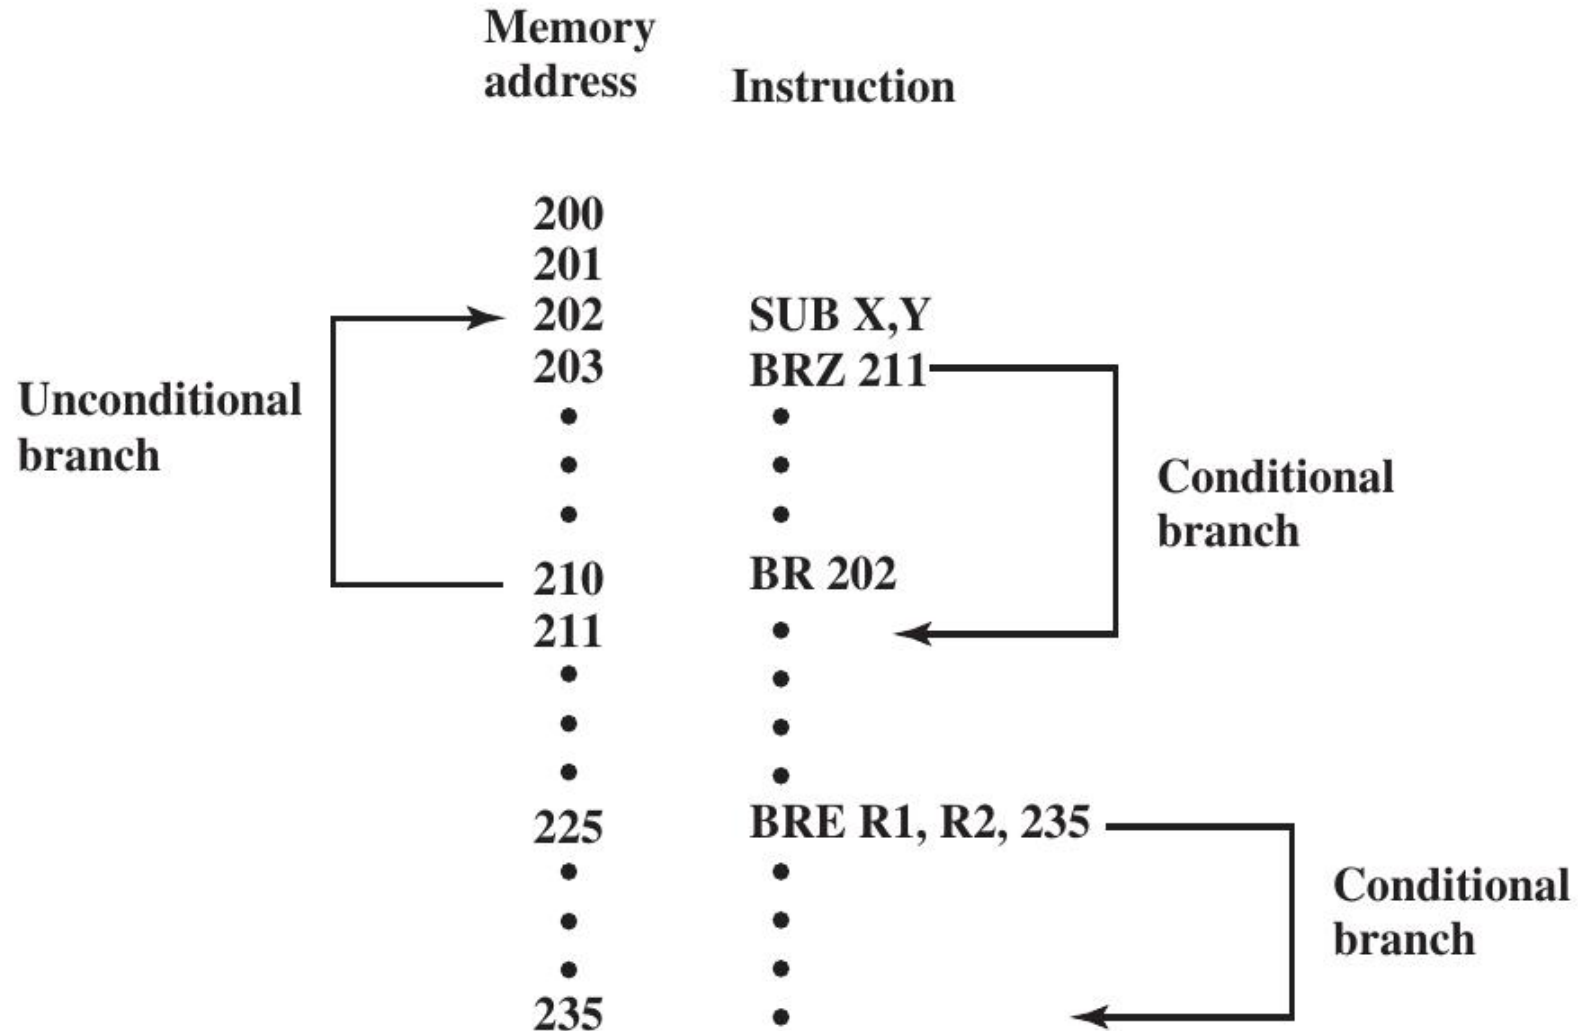 Memory
address
Instruction
200
201
202 SUB X,Y
203 BRZ 211
Unconditional
branch
Conditional
branch
210 BR 202
211
225 BRE R1, R2, 235
Conditional
branch
235